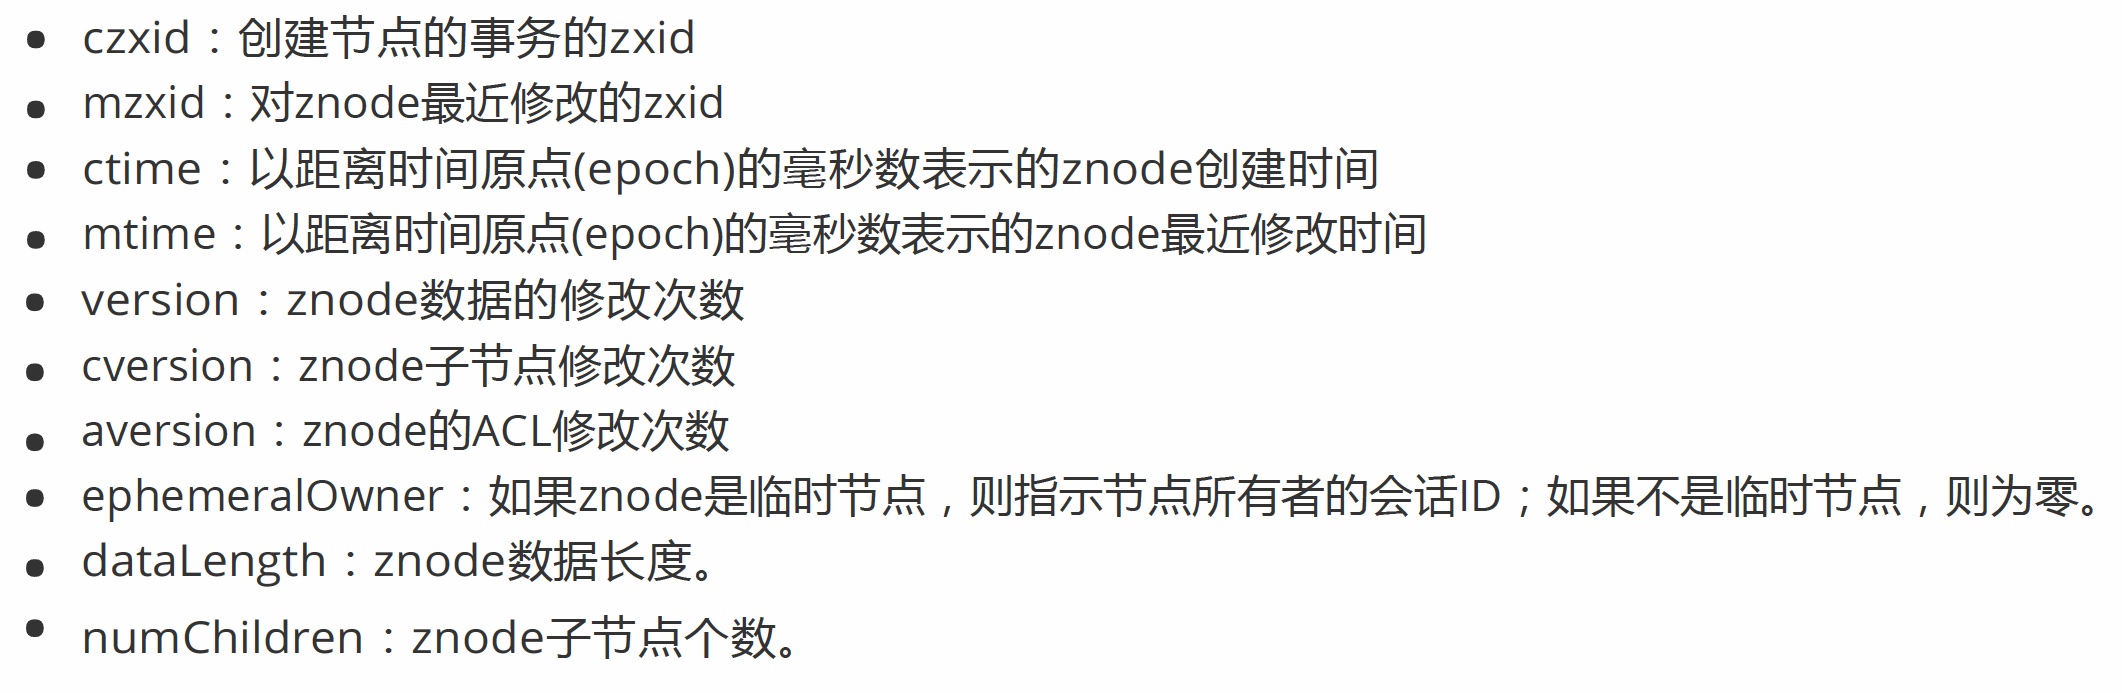 • czxid：创建节点的事务的zxid
• mzxid：对znode最近修改的zxid
• ctime：以距离时间原点(epoch)的毫秒数表示的znode创建时间
• mtime：以距离时间原点(epoch)的毫秒数表示的znode最近修改时间
• version：znode数据的修改次数
• cversion：znode子节点修改次数
• aversion：znode的ACL修改次数
• ephemeralOwner：如果znode是临时节点，则指示节点所有者的会话ID；如果不是临时节点，则为零。
• dataLength：znode数据长度。
• numChildren：znode子节点个数。